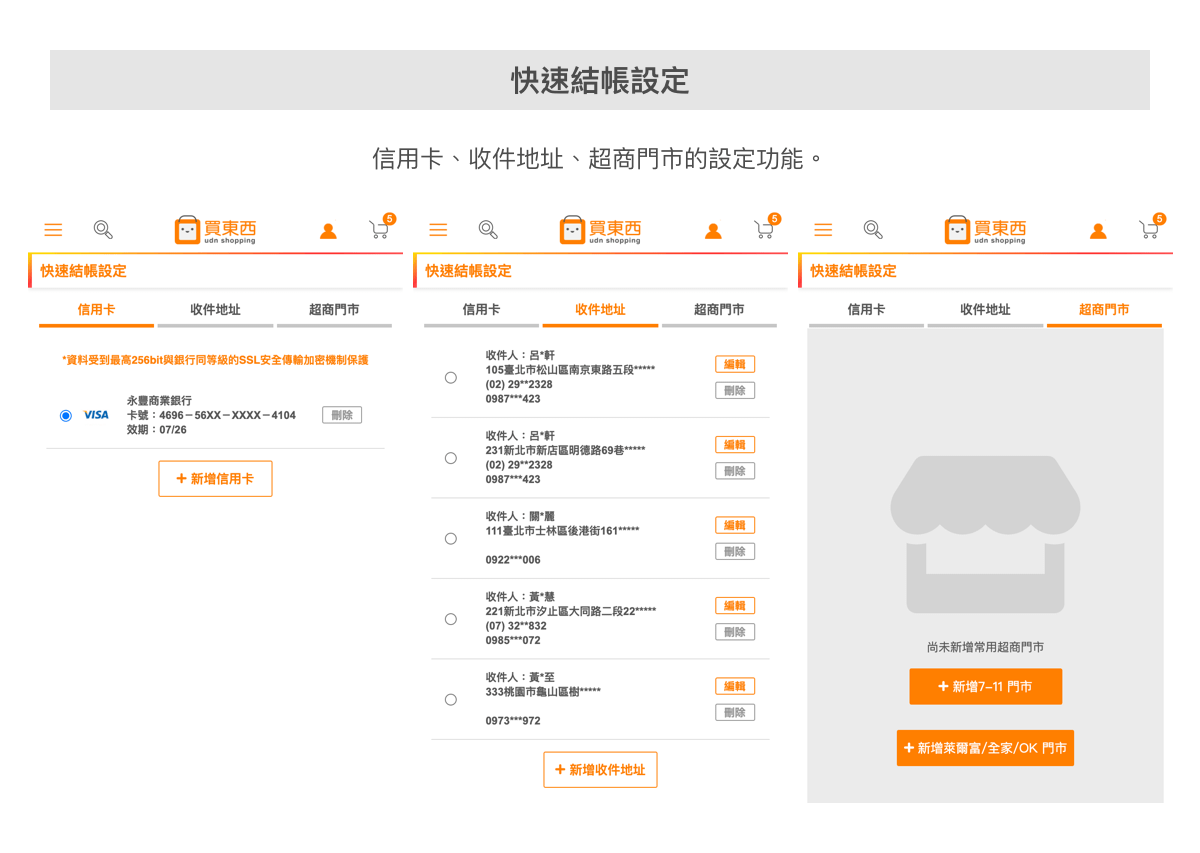 快速結帳設定
信用卡、收件地址、超商門市的設定功能。
買東西
udn shopping
5
快速結帳設定
信用卡 收件地址 超商門市
*資料受到最高256bit與銀行同等級的SSL安全傳輸加密機制保護
VISA
永豐商業銀行
卡號：4696－56XX－XXXX－4104
效期：07/26
刪除
+ 新增信用卡
買東西
udn shopping
5
快速結帳設定
信用卡 收件地址 超商門市
收件人：呂*軒
105臺北市松山區南京東路五段*****
(02) 29**2328
0987***423
編輯
刪除
收件人：呂*軒
231新北市新店區明德路69巷*****
(02) 29**2328
0987***423
編輯
刪除
收件人：關*麗
111臺北市士林區後港街161*****
0922***006
編輯
刪除
收件人：黃*慧
221新北市汐止區大同路二段22*****
(07) 32**832
0985***072
編輯
刪除
收件人：黃*至
333桃園市龜山區樹*****
0973***972
編輯
刪除
+ 新增收件地址
買東西
udn shopping
5
快速結帳設定
信用卡 收件地址 超商門市
尚未新增常用超商門市
+ 新增7-11 門市
+ 新增萊爾富/全家/OK 門市